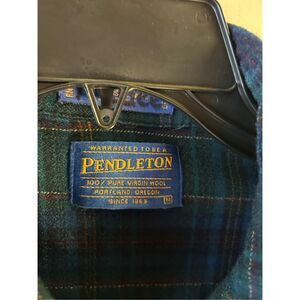 WARRANTED TO BE A
PENDLETON
100% PURE VIRGIN WOOL
PORTLAND, OREGON
SINCE 1863 M